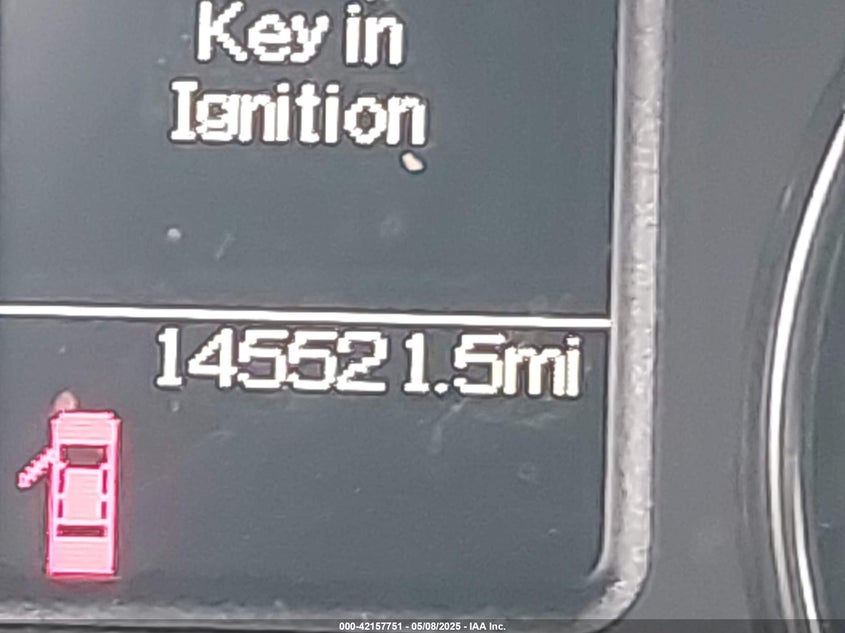 Key in
Ignition
145521.5mi
000-42157751 - 05/08/2025 - IAA Inc.